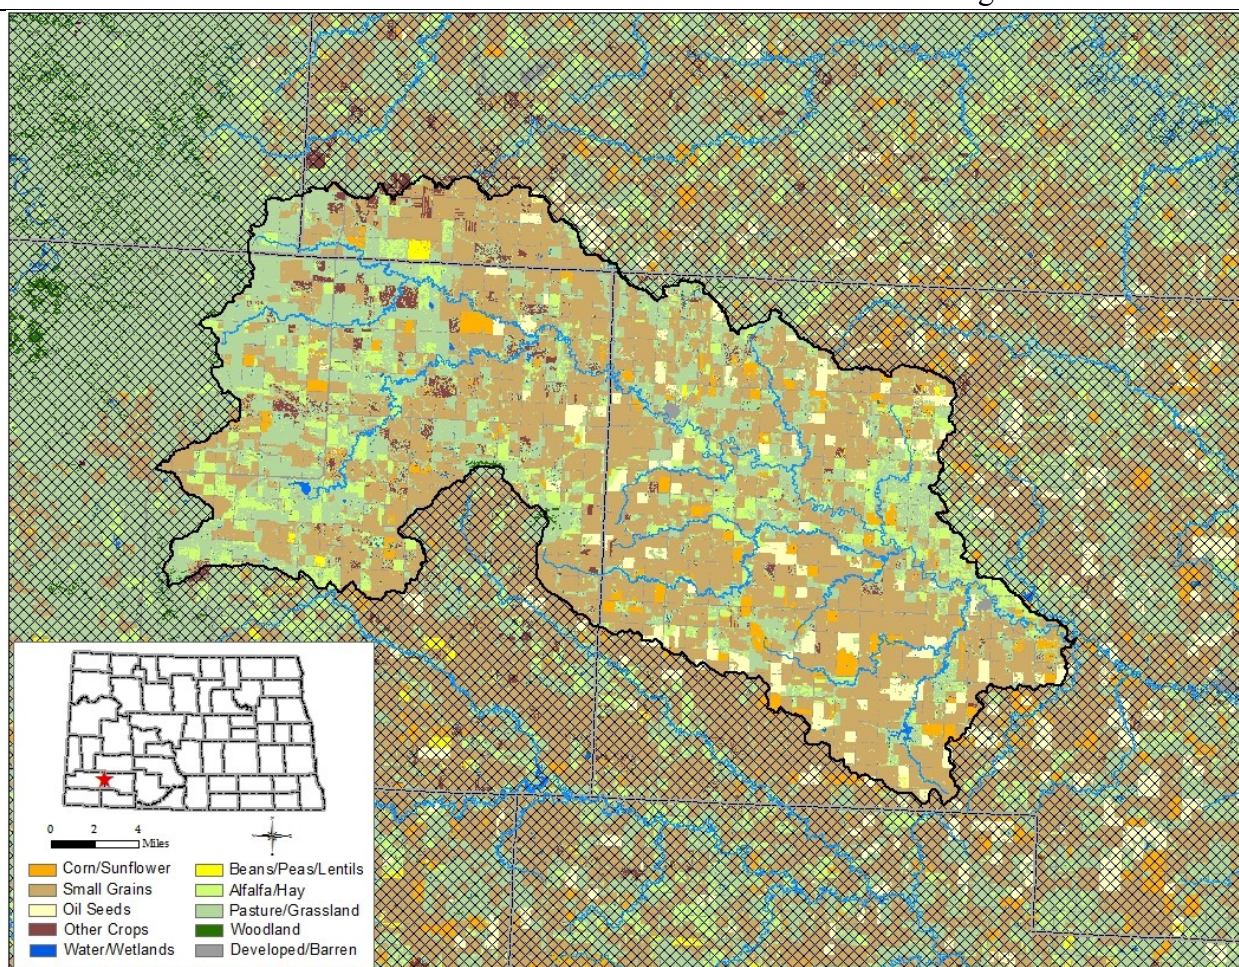 0 2 4
Miles
Corn/Sunflower Beans/Peas/Lentils
Small Grains Alfalfa/Hay
Oil Seeds Pasture/Grassland
Other Crops Woodland
Water/Wetlands Developed/Barren